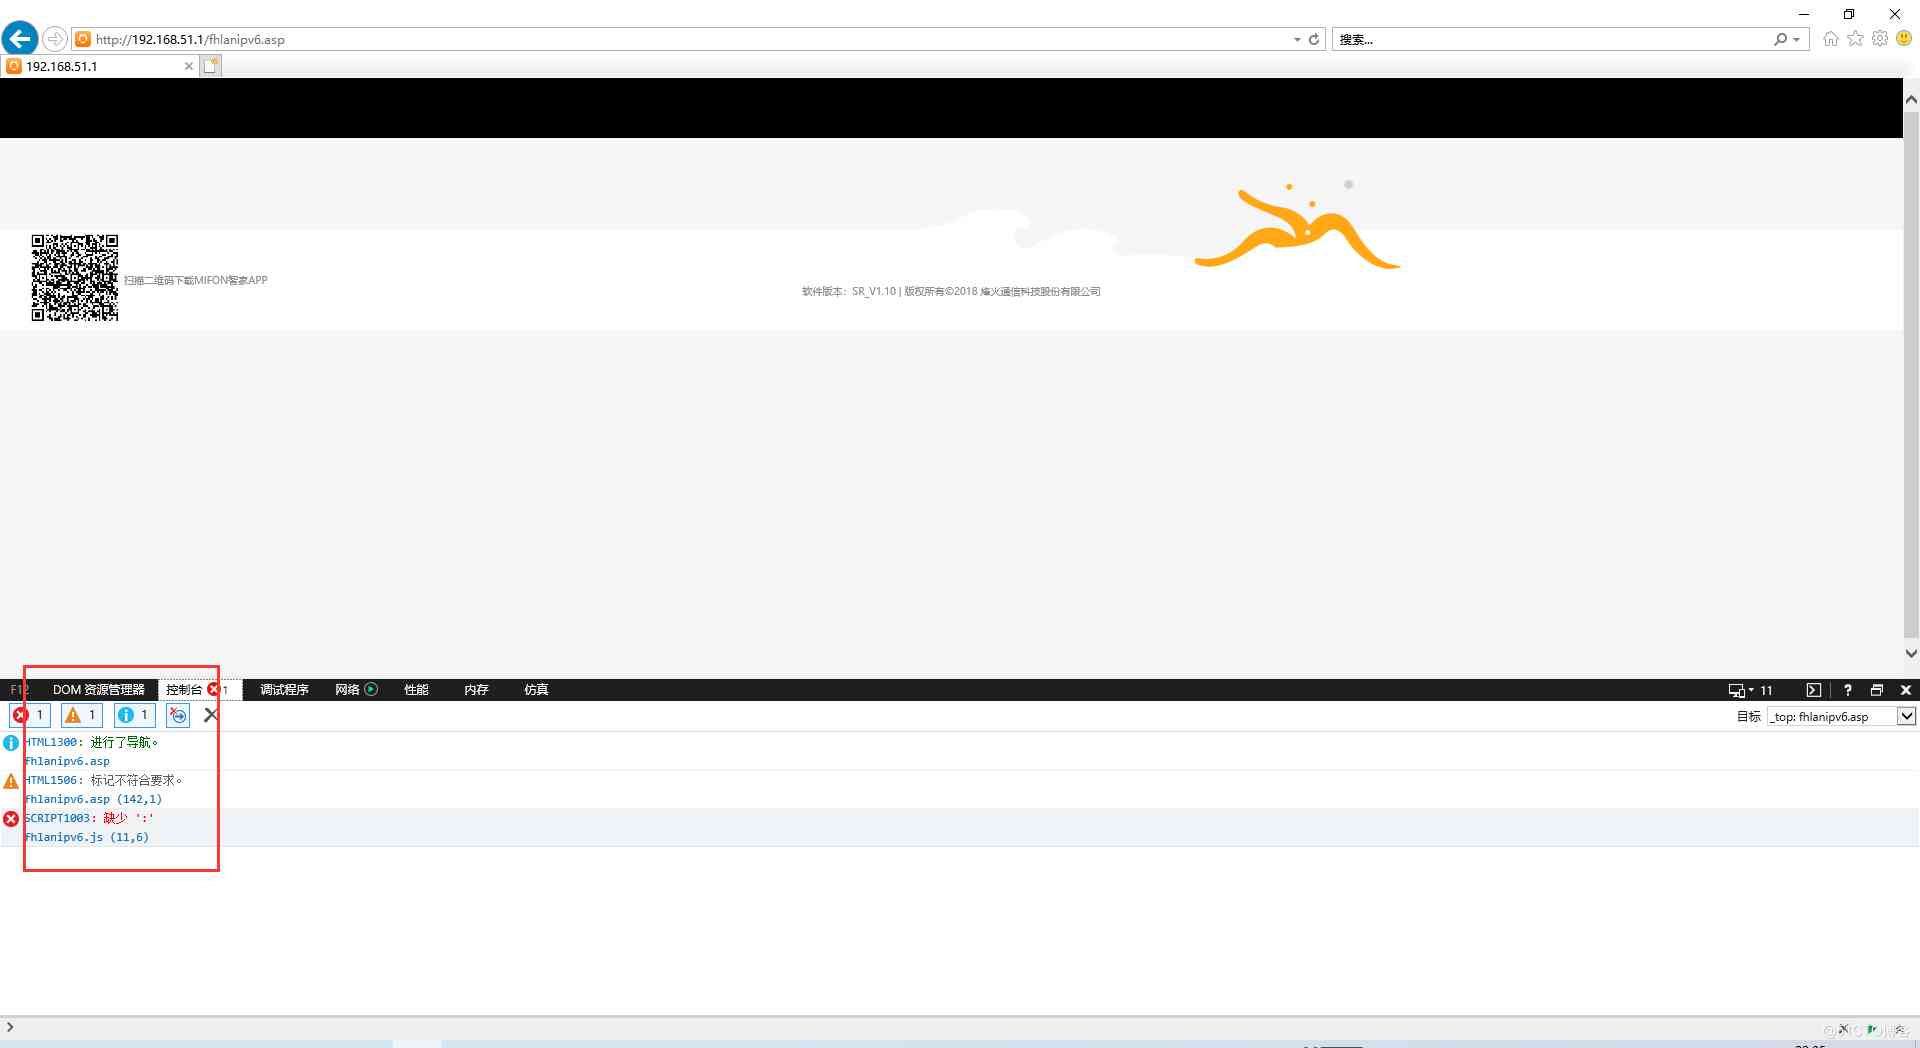 http://192.168.51.1/fhlanipv6.asp
搜索...
192.168.51.1
扫描二维码下载MIFON智家APP
软件版本：SR_V1.10 | 版权所有©2018 烽火通信科技股份有限公司
F12 DOM 资源管理器 控制台 1 调试程序 网络 性能 内存 仿真 11 ?
1 1 1 目标 _top: fhlanipv6.asp
HTML1300: 进行了导航。
fhlanipv6.asp
HTML1506: 标记不符合要求。
fhlanipv6.asp (142,1)
SCRIPT1003: 缺少 ':'
fhlanipv6.js (11,6)